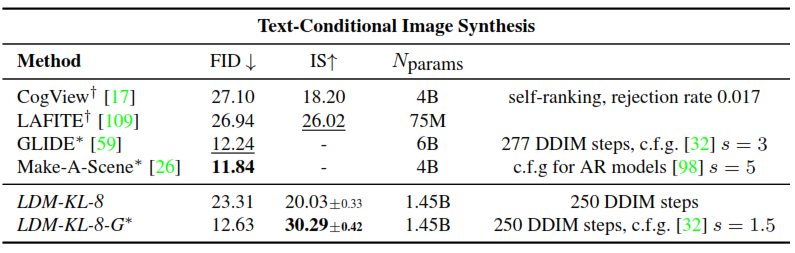 Text-Conditional Image Synthesis
Method FID ↓ IS↑ Nparams
CogView† [17] 27.10 18.20 4B self-ranking, rejection rate 0.017
LAFITE† [109] 26.94 26.02 75M
GLIDE* [59] 12.24 - 6B 277 DDIM steps, c.f.g. [32] s = 3
Make-A-Scene* [26] 11.84 - 4B c.f.g for AR models [98] s = 5
LDM-KL-8 23.31 20.03±0.33 1.45B 250 DDIM steps
LDM-KL-8-G* 12.63 30.29±0.42 1.45B 250 DDIM steps, c.f.g. [32] s = 1.5